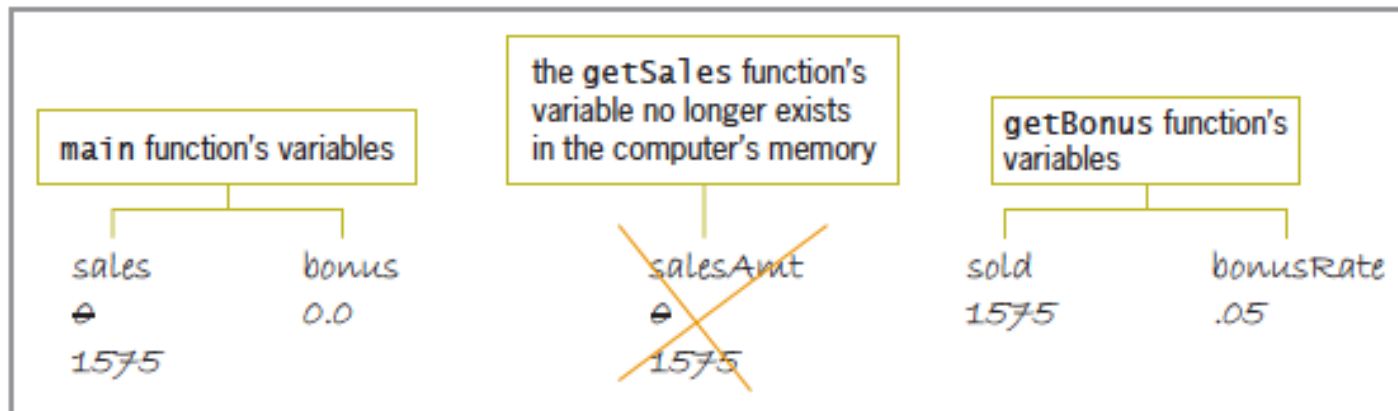 main function's variables
the getSales function's
variable no longer exists
in the computer's memory
getBonus function's
variables
sales
0
1575
bonus
0.0
salesAmt
0
1575
sold
1575
bonusRate
.05